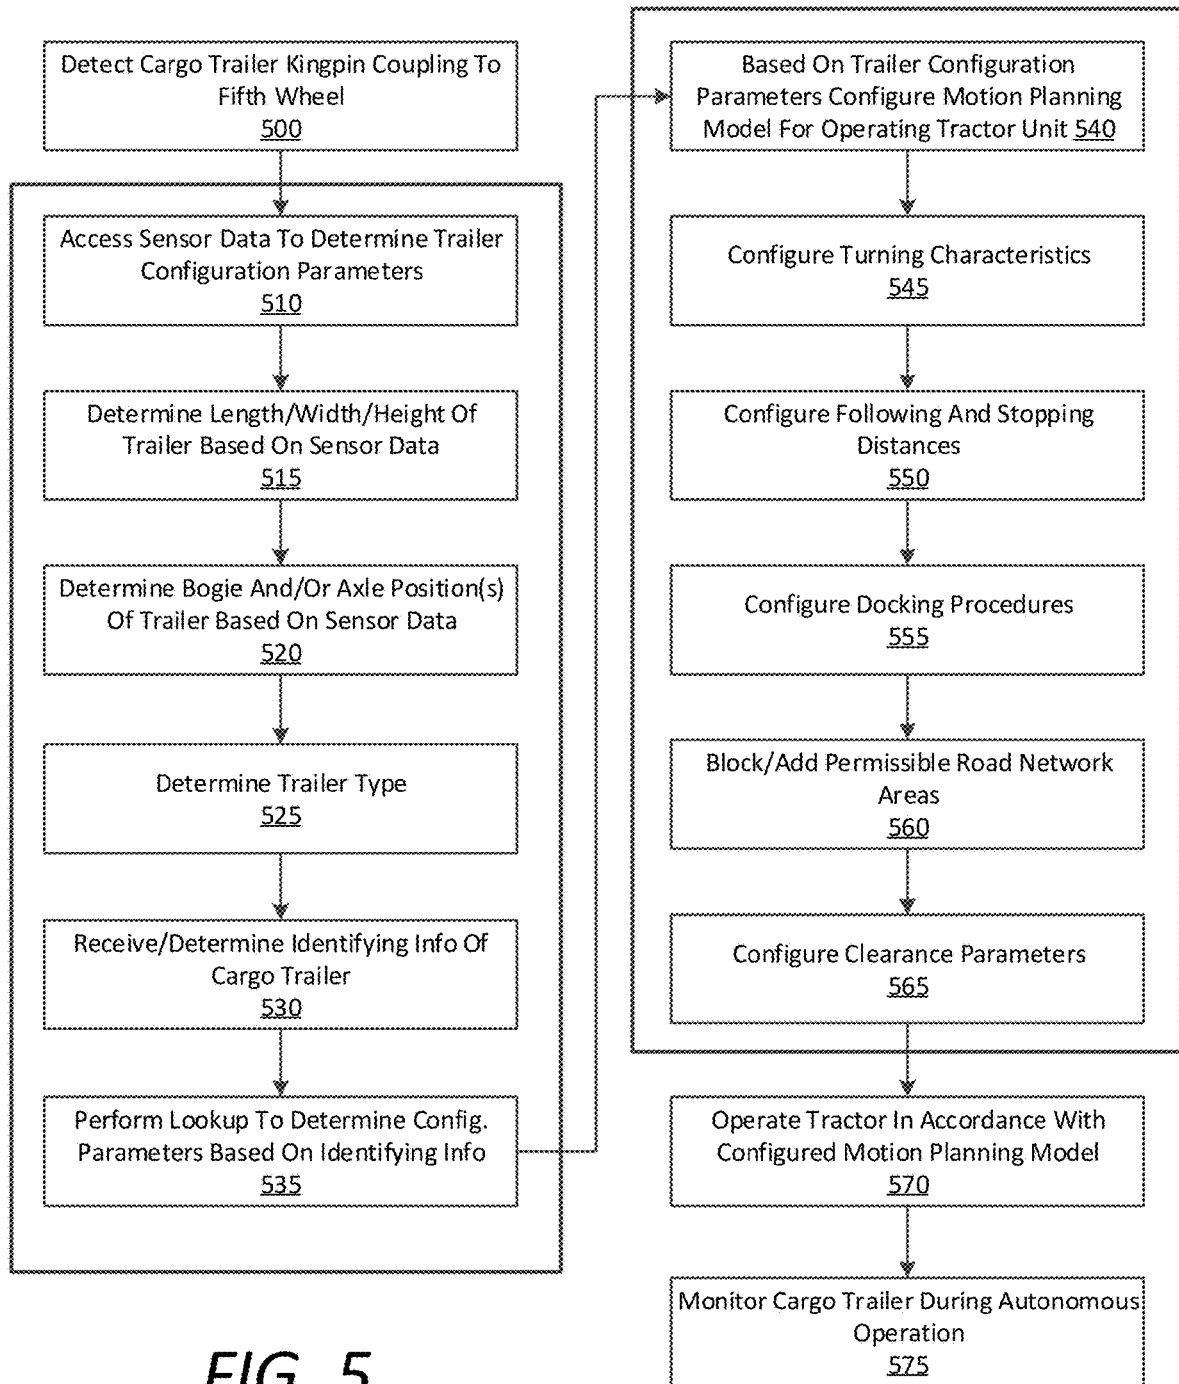 Detect Cargo Trailer Kingpin Coupling To
Fifth Wheel
500
Access Sensor Data To Determine Trailer
Configuration Parameters
510
Determine Length/Width/Height Of
Trailer Based On Sensor Data
515
Determine Bogie And/Or Axle Position(s)
Of Trailer Based On Sensor Data
520
Determine Trailer Type
525
Receive/Determine Identifying Info Of
Cargo Trailer
530
Perform Lookup To Determine Config.
Parameters Based On Identifying Info
535
Based On Trailer Configuration
Parameters Configure Motion Planning
Model For Operating Tractor Unit 540
Configure Turning Characteristics
545
Configure Following And Stopping
Distances
550
Configure Docking Procedures
555
Block/Add Permissible Road Network
Areas
560
Configure Clearance Parameters
565
Operate Tractor In Accordance With
Configured Motion Planning Model
570
Monitor Cargo Trailer During Autonomous
Operation
575
FIG. 5